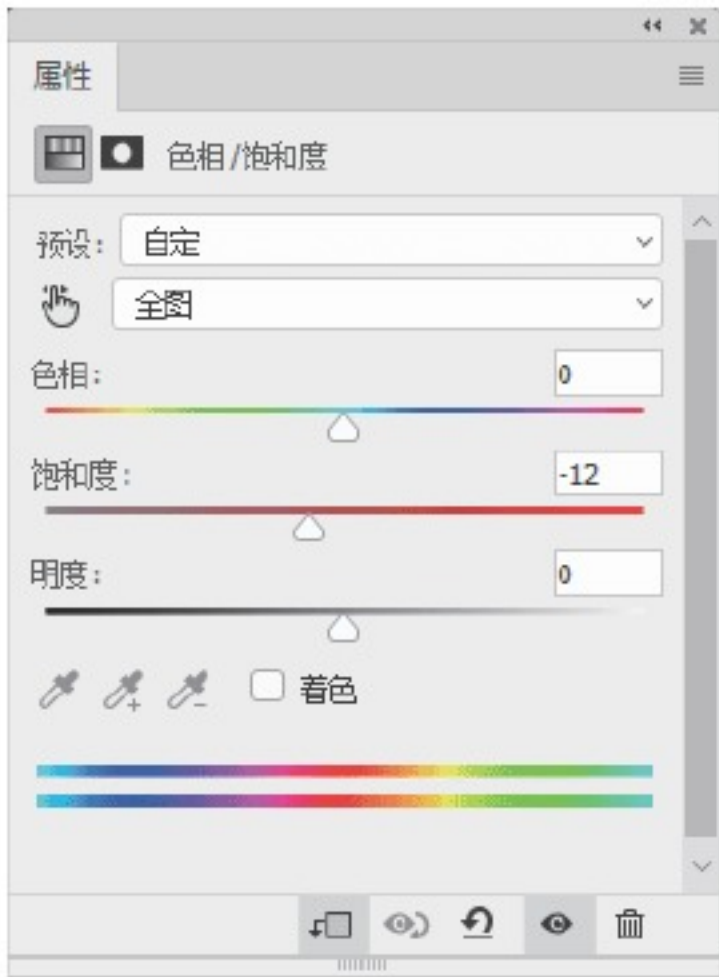 属性
色相/饱和度
预设: 自定
全图
色相: 0
饱和度: -12
明度: 0
着色